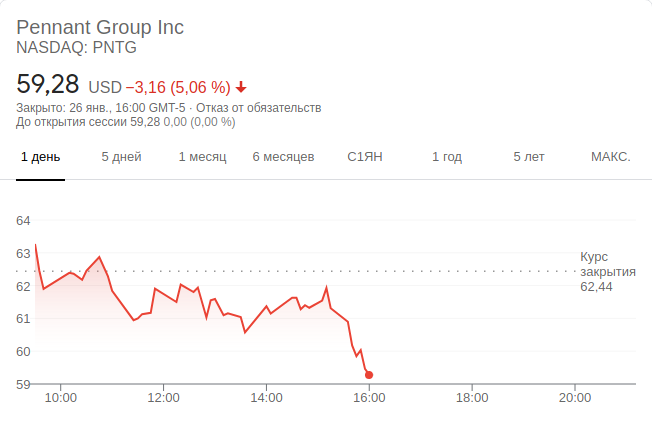 Pennant Group Inc
NASDAQ: PNTG
59,28 USD −3,16 (5,06 %)
Закрыто: 26 янв., 16:00 GMT-5 · Отказ от обязательств
До открытия сессии 59,28 0,00 (0,00 %)
1 день 5 дней 1 месяц 6 месяцев С1ЯН 1 год 5 лет МАКС.
64
63
62
61
60
59
Курс
закрытия
62,44
10:00 12:00 14:00 16:00 18:00 20:00